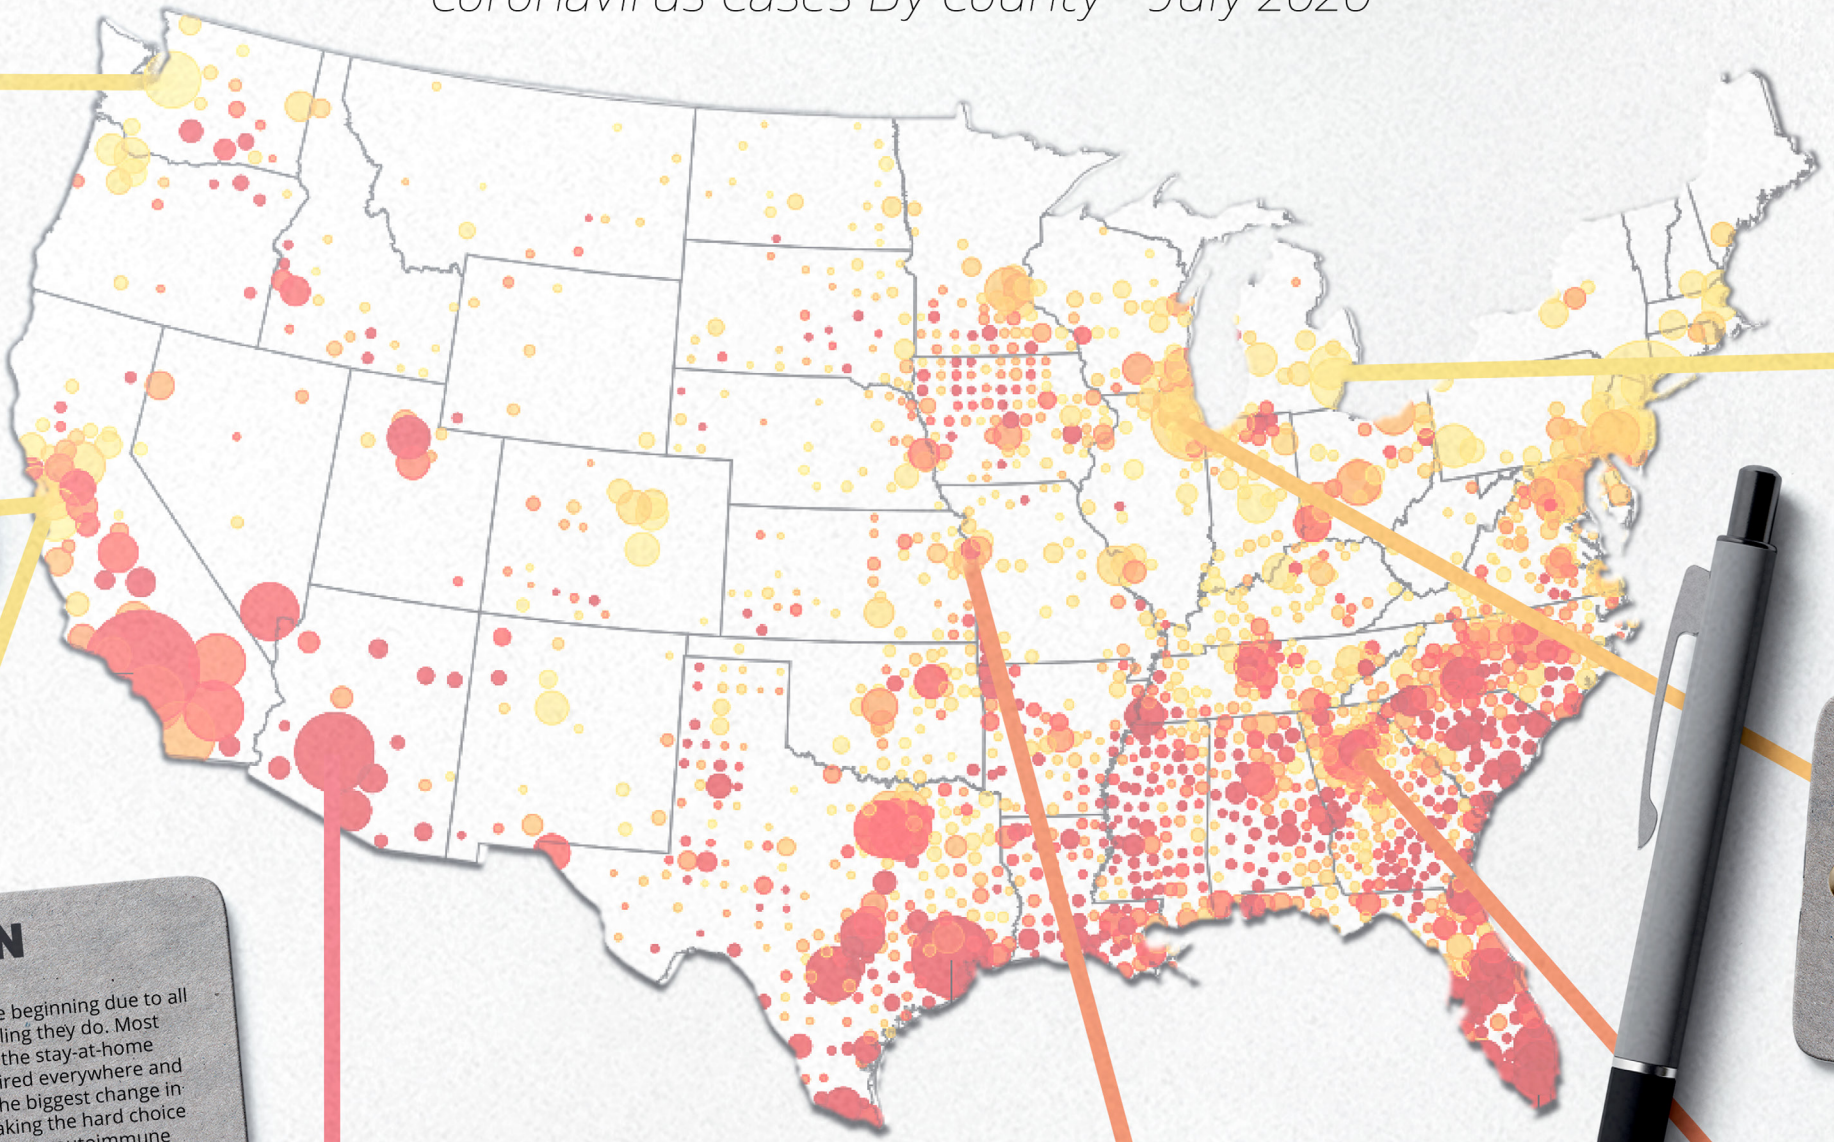 Coronavirus Cases By County - July 2020
N
e beginning due to all
ling they do. Most
the stay-at-home
ired everywhere and
he biggest change in
aking the hard choice
utoimmune